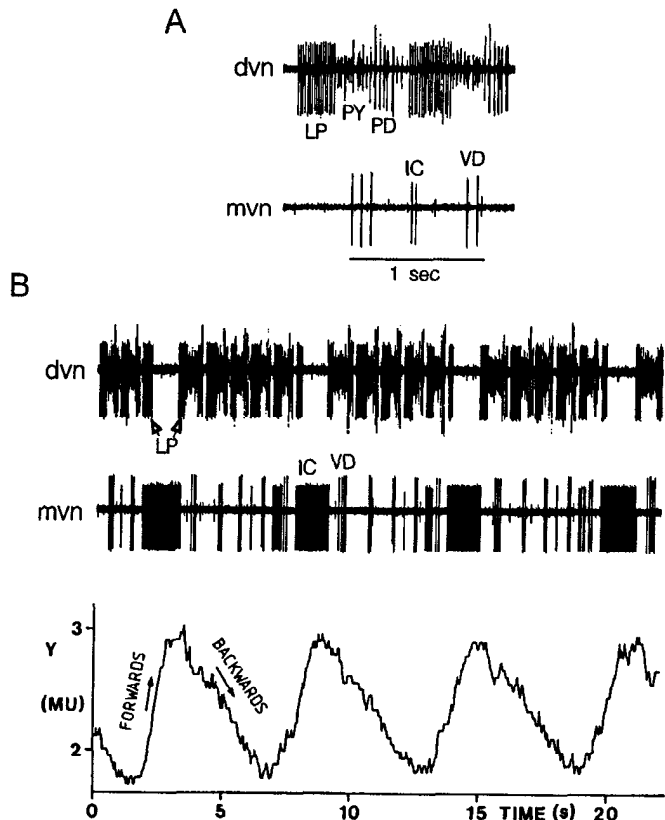 A
dvn
LP PY PD
IC VD
mvn
1 sec
B
dvn
LP
IC VD
mvn
3
Y
(MU)
2
FORWARDS
BACKWARDS
0 5 10 15 TIME (s) 20